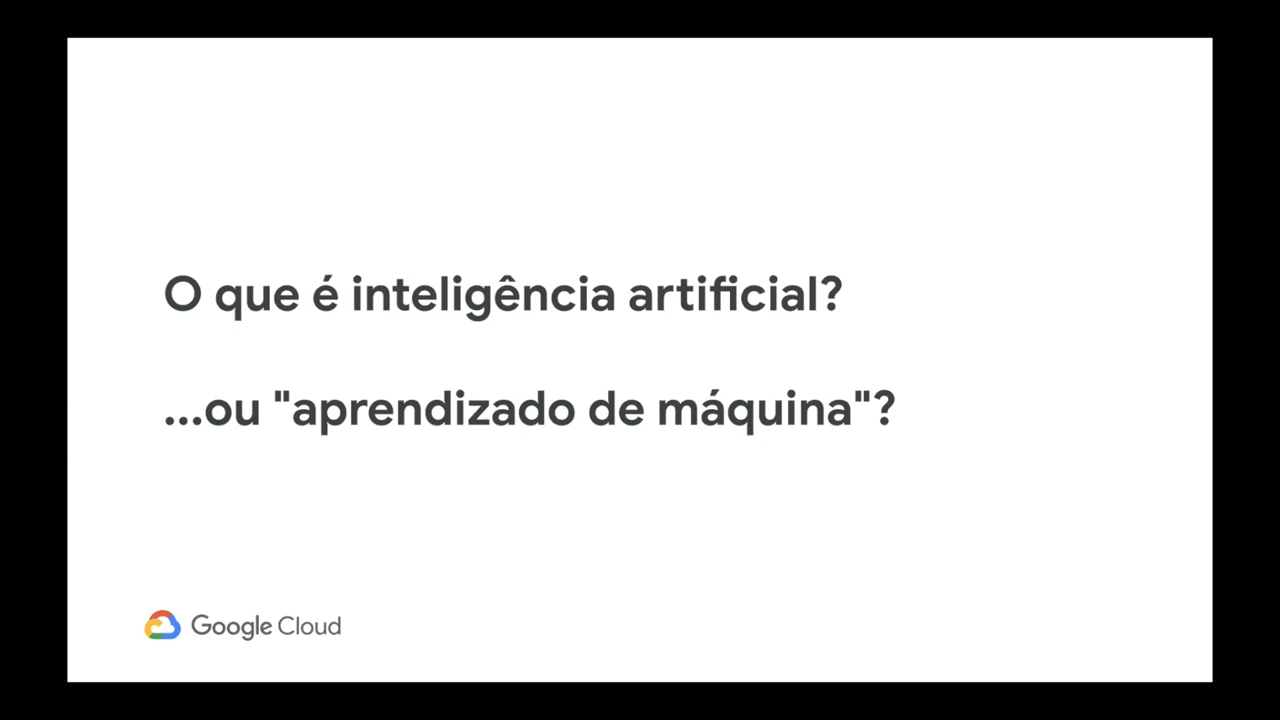 O que é inteligência artificial?
...ou "aprendizado de máquina"?
Google Cloud